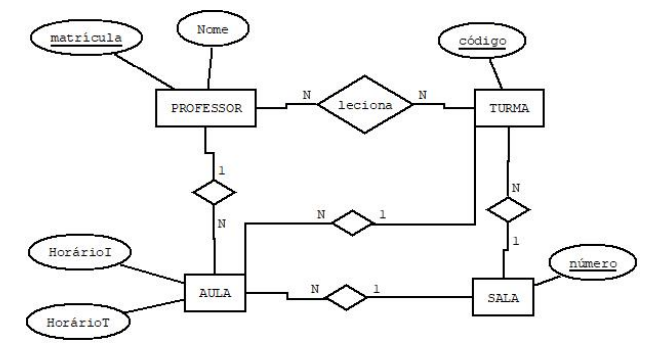 matrícula
Nome
código
PROFESSOR
N
leciona
N
TURMA
1
N
N
N
1
1
HorárioI
número
AULA
N
1
SALA
HorárioT